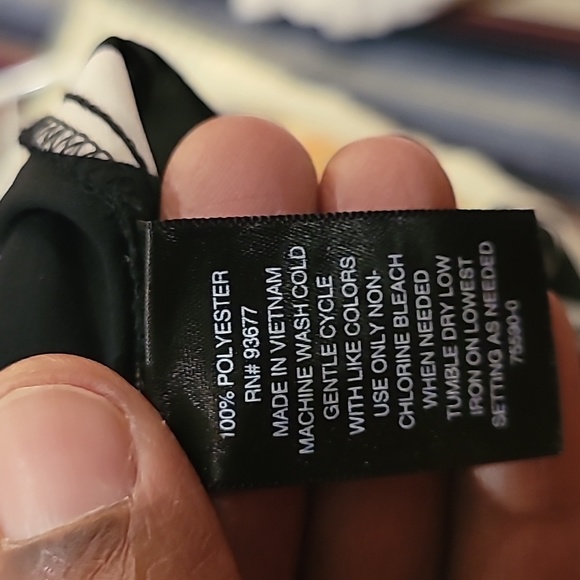 100% POLYESTER
RN# 93677
MADE IN VIETNAM
MACHINE WASH COLD
GENTLE CYCLE
WITH LIKE COLORS
USE ONLY NON-
CHLORINE BLEACH
WHEN NEEDED
TUMBLE DRY LOW
IRON ON LOWEST
SETTING AS NEEDED
75590-0